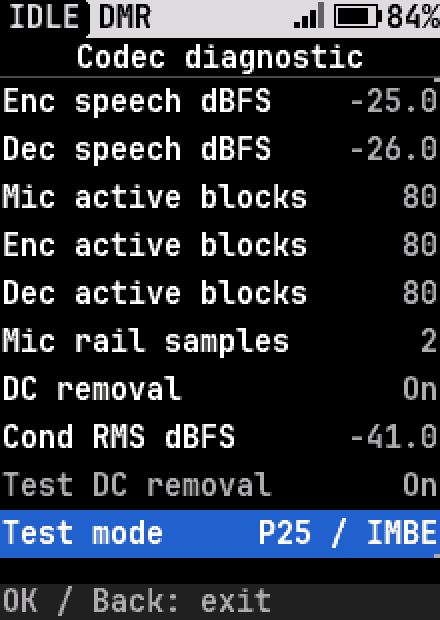 IDLE DMR 84%
Codec diagnostic
Enc speech dBFS -25.0
Dec speech dBFS -26.0
Mic active blocks 80
Enc active blocks 80
Dec active blocks 80
Mic rail samples 2
DC removal On
Cond RMS dBFS -41.0
Test DC removal On
Test mode P25 / IMBE
OK / Back: exit